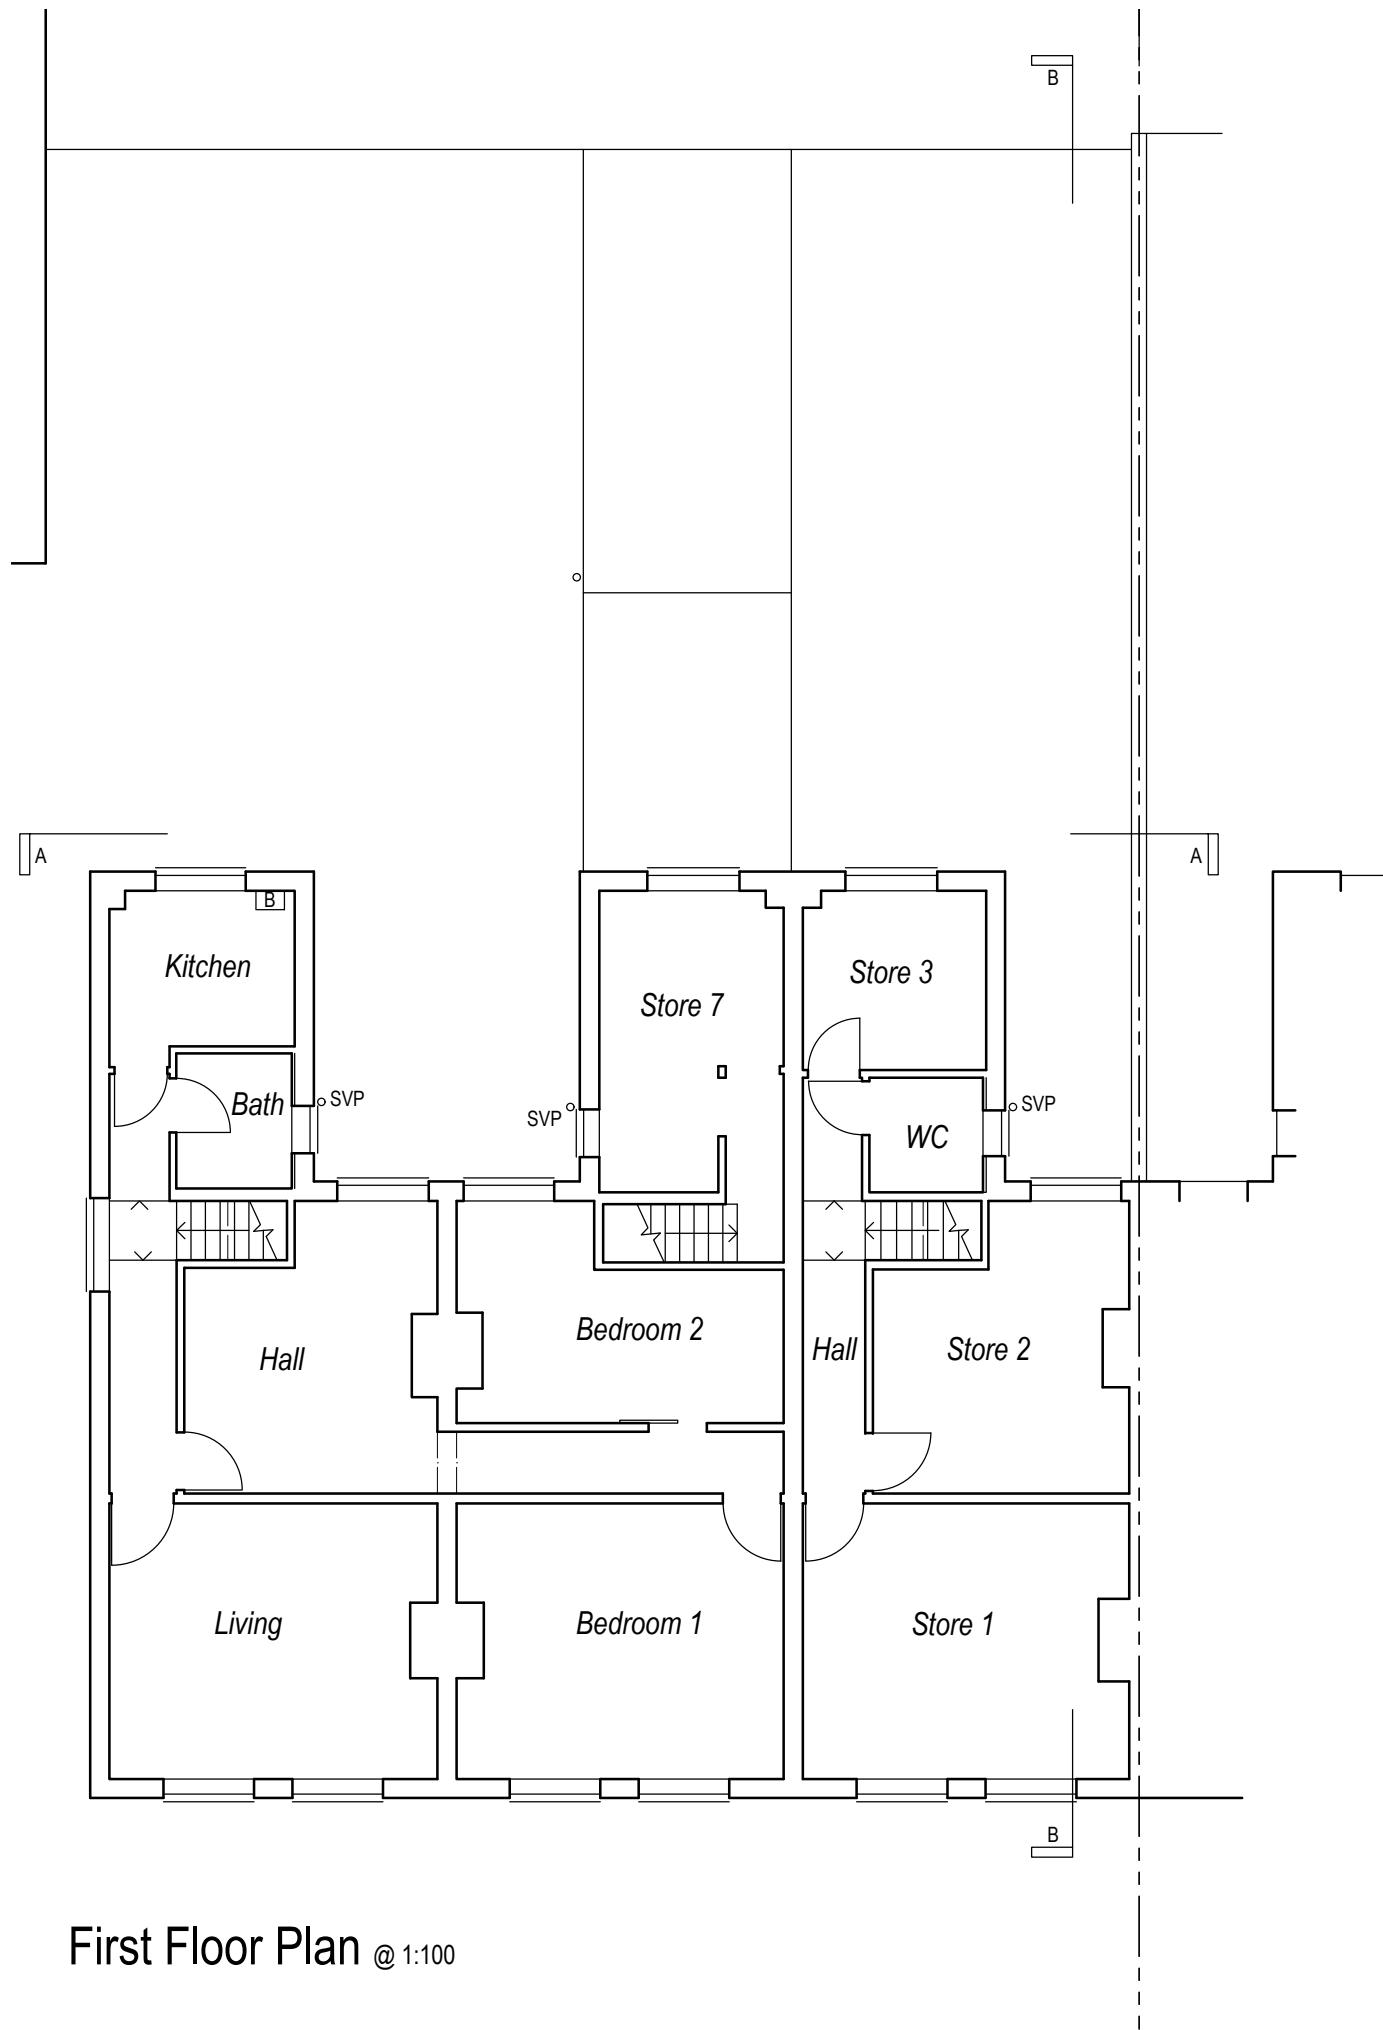 B
A
A
B
Kitchen
Store 7
Store 3
Bath
SVP
SVP
SVP
WC
Hall
Bedroom 2
Hall
Store 2
Living
Bedroom 1
Store 1
B
First Floor Plan @ 1:100